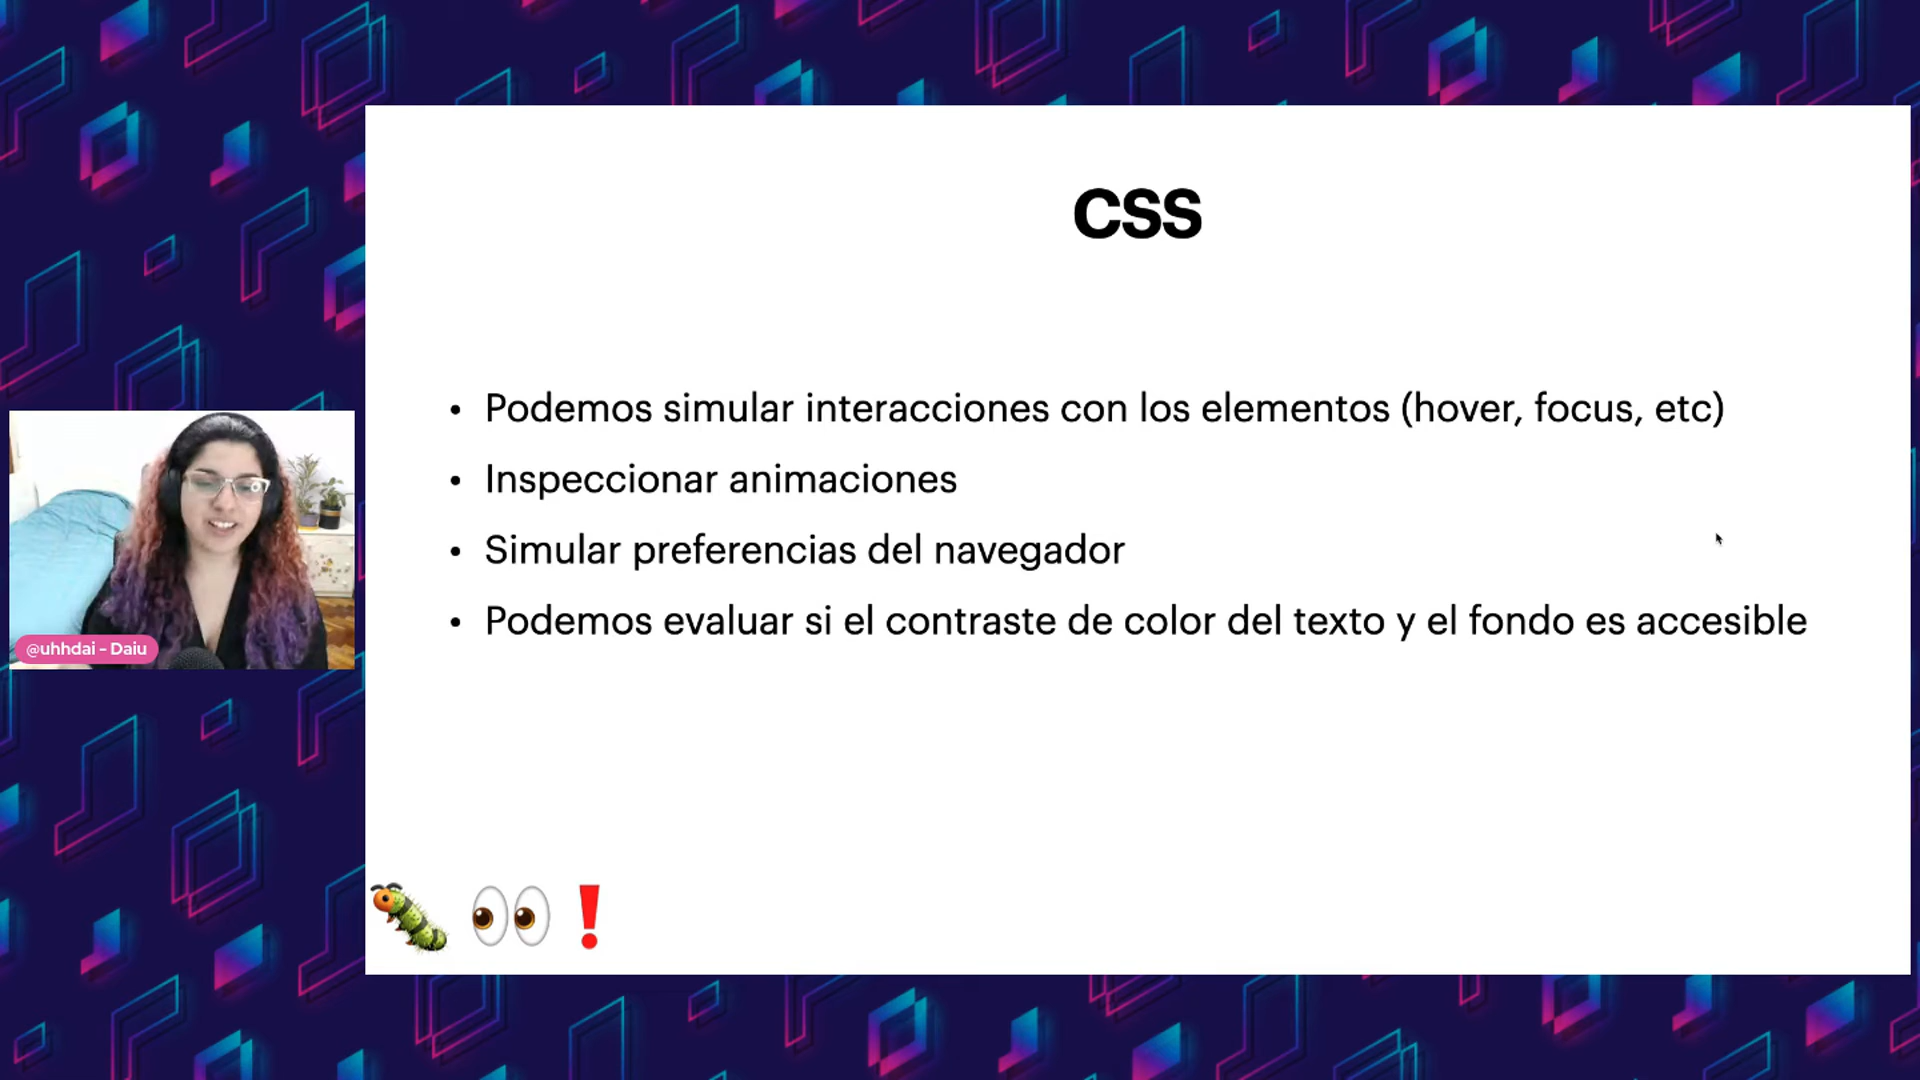 CSS
• Podemos simular interacciones con los elementos (hover, focus, etc)
• Inspeccionar animaciones
• Simular preferencias del navegador
• Podemos evaluar si el contraste de color del texto y el fondo es accesible
@uhhdai - Daiu